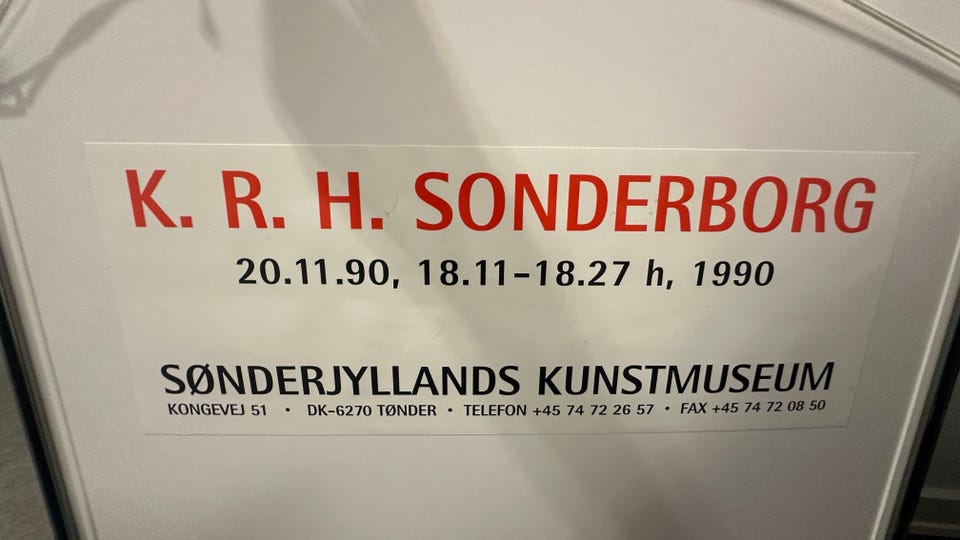 K. R. H. SONDERBORG
20.11.90, 18.11–18.27 h, 1990
SØNDERJYLLANDS KUNSTMUSEUM
KONGEVEJ 51 • DK-6270 TØNDER • TELEFON +45 74 72 26 57 • FAX +45 74 72 08 50